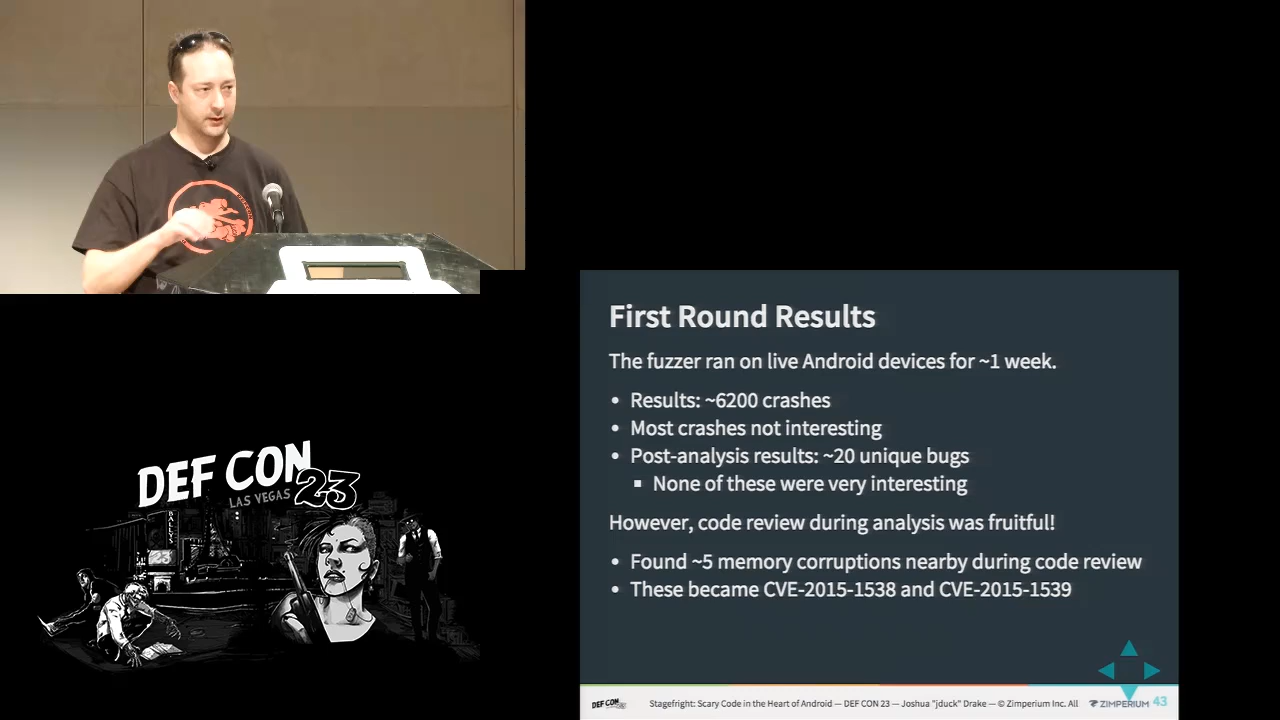 First Round Results
The fuzzer ran on live Android devices for ~1 week.
• Results: ~6200 crashes
• Most crashes not interesting
• Post-analysis results: ~20 unique bugs
▪ None of these were very interesting
However, code review during analysis was fruitful!
• Found ~5 memory corruptions nearby during code review
• These became CVE-2015-1538 and CVE-2015-1539
DEF CON
LAS VEGAS 23
BALLYS
23
DEF CON
Stagefright: Scary Code in the Heart of Android — DEF CON 23 — Joshua "jduck" Drake — © Zimperium Inc. All
ZIMPERIUM 43